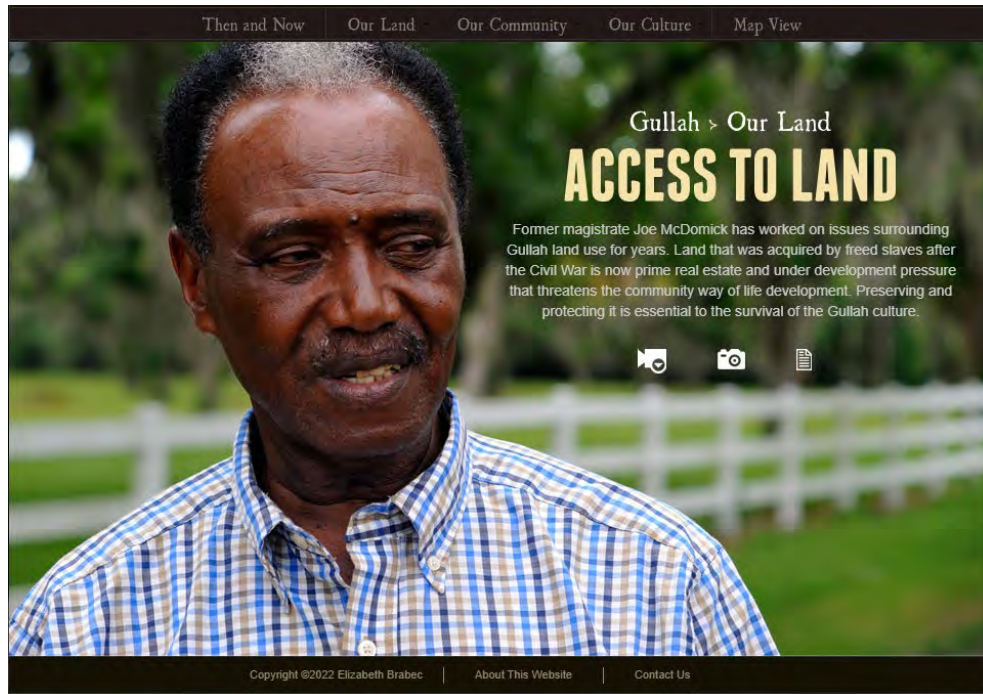 Then and Now Our Land Our Community Our Culture Map View
Gullah > Our Land
ACCESS TO LAND
Former magistrate Joe McDomick has worked on issues surrounding
Gullah land use for years. Land that was acquired by freed slaves after
the Civil War is now prime real estate and under development pressure
that threatens the community way of life development. Preserving and
protecting it is essential to the survival of the Gullah culture.
Copyright ©2022 Elizabeth Brabec About This Website Contact Us